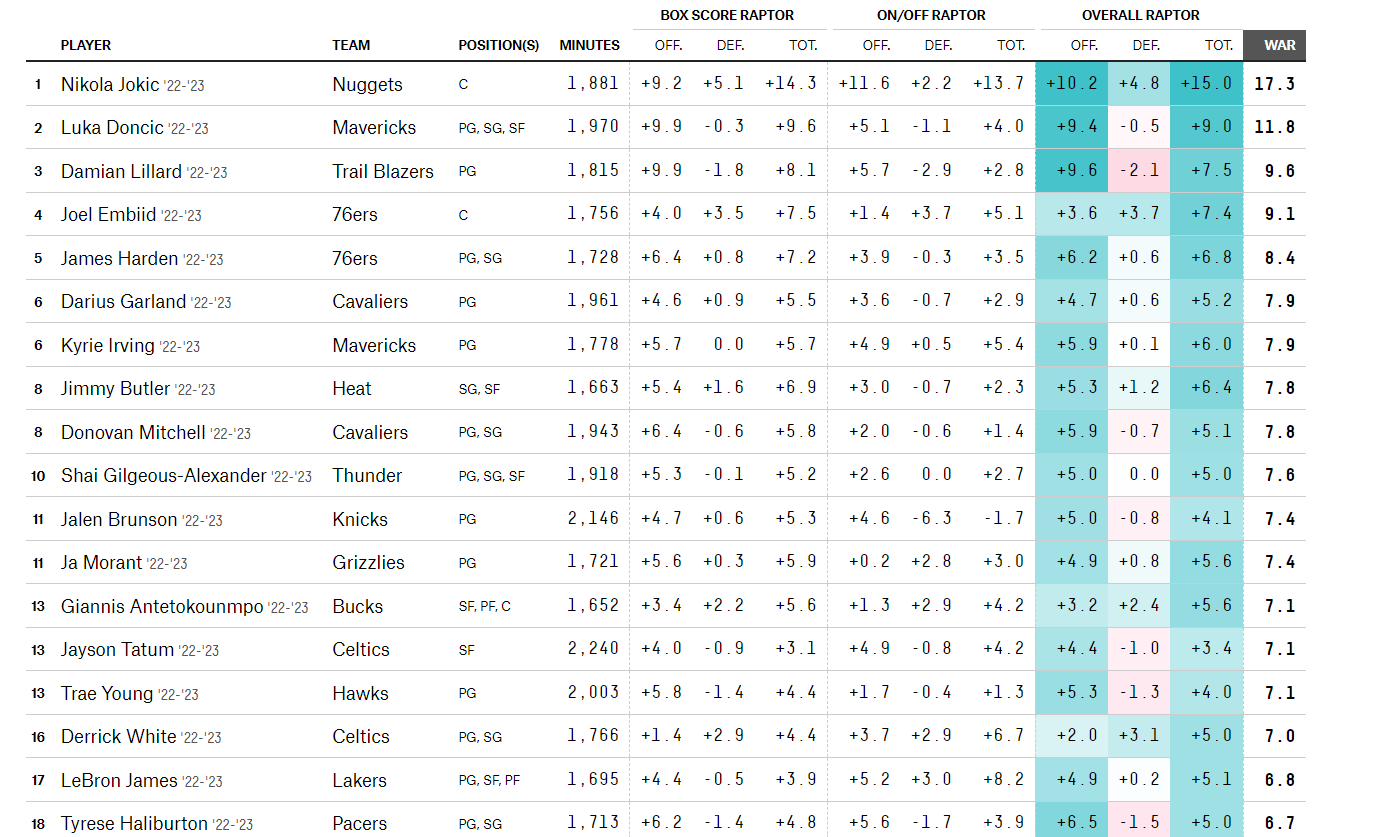 BOX SCORE RAPTOR ON/OFF RAPTOR OVERALL RAPTOR
PLAYER TEAM POSITION(S) MINUTES OFF. DEF. TOT. OFF. DEF. TOT. OFF. DEF. TOT. WAR
1 Nikola Jokic '22-'23 Nuggets C 1,881 +9.2 +5.1 +14.3 +11.6 +2.2 +13.7 +10.2 +4.8 +15.0 17.3
2 Luka Doncic '22-'23 Mavericks PG, SG, SF 1,970 +9.9 -0.3 +9.6 +5.1 -1.1 +4.0 +9.4 -0.5 +9.0 11.8
3 Damian Lillard '22-'23 Trail Blazers PG 1,815 +9.9 -1.8 +8.1 +5.7 -2.9 +2.8 +9.6 -2.1 +7.5 9.6
4 Joel Embiid '22-'23 76ers C 1,756 +4.0 +3.5 +7.5 +1.4 +3.7 +5.1 +3.6 +3.7 +7.4 9.1
5 James Harden '22-'23 76ers PG, SG 1,728 +6.4 +0.8 +7.2 +3.9 -0.3 +3.5 +6.2 +0.6 +6.8 8.4
6 Darius Garland '22-'23 Cavaliers PG 1,961 +4.6 +0.9 +5.5 +3.6 -0.7 +2.9 +4.7 +0.6 +5.2 7.9
6 Kyrie Irving '22-'23 Mavericks PG 1,778 +5.7 0.0 +5.7 +4.9 +0.5 +5.4 +5.9 +0.1 +6.0 7.9
8 Jimmy Butler '22-'23 Heat SG, SF 1,663 +5.4 +1.6 +6.9 +3.0 -0.7 +2.3 +5.3 +1.2 +6.4 7.8
8 Donovan Mitchell '22-'23 Cavaliers PG, SG 1,943 +6.4 -0.6 +5.8 +2.0 -0.6 +1.4 +5.9 -0.7 +5.1 7.8
10 Shai Gilgeous-Alexander '22-'23 Thunder PG, SG, SF 1,918 +5.3 -0.1 +5.2 +2.6 0.0 +2.7 +5.0 0.0 +5.0 7.6
11 Jalen Brunson '22-'23 Knicks PG 2,146 +4.7 +0.6 +5.3 +4.6 -6.3 -1.7 +5.0 -0.8 +4.1 7.4
11 Ja Morant '22-'23 Grizzlies PG 1,721 +5.6 +0.3 +5.9 +0.2 +2.8 +3.0 +4.9 +0.8 +5.6 7.4
13 Giannis Antetokounmpo '22-'23 Bucks SF, PF, C 1,652 +3.4 +2.2 +5.6 +1.3 +2.9 +4.2 +3.2 +2.4 +5.6 7.1
13 Jayson Tatum '22-'23 Celtics SF 2,240 +4.0 -0.9 +3.1 +4.9 -0.8 +4.2 +4.4 -1.0 +3.4 7.1
13 Trae Young '22-'23 Hawks PG 2,003 +5.8 -1.4 +4.4 +1.7 -0.4 +1.3 +5.3 -1.3 +4.0 7.1
16 Derrick White '22-'23 Celtics PG, SG 1,766 +1.4 +2.9 +4.4 +3.7 +2.9 +6.7 +2.0 +3.1 +5.0 7.0
17 LeBron James '22-'23 Lakers PG, SF, PF 1,695 +4.4 -0.5 +3.9 +5.2 +3.0 +8.2 +4.9 +0.2 +5.1 6.8
18 Tyrese Haliburton '22-'23 Pacers PG, SG 1,713 +6.2 -1.4 +4.8 +5.6 -1.7 +3.9 +6.5 -1.5 +5.0 6.7